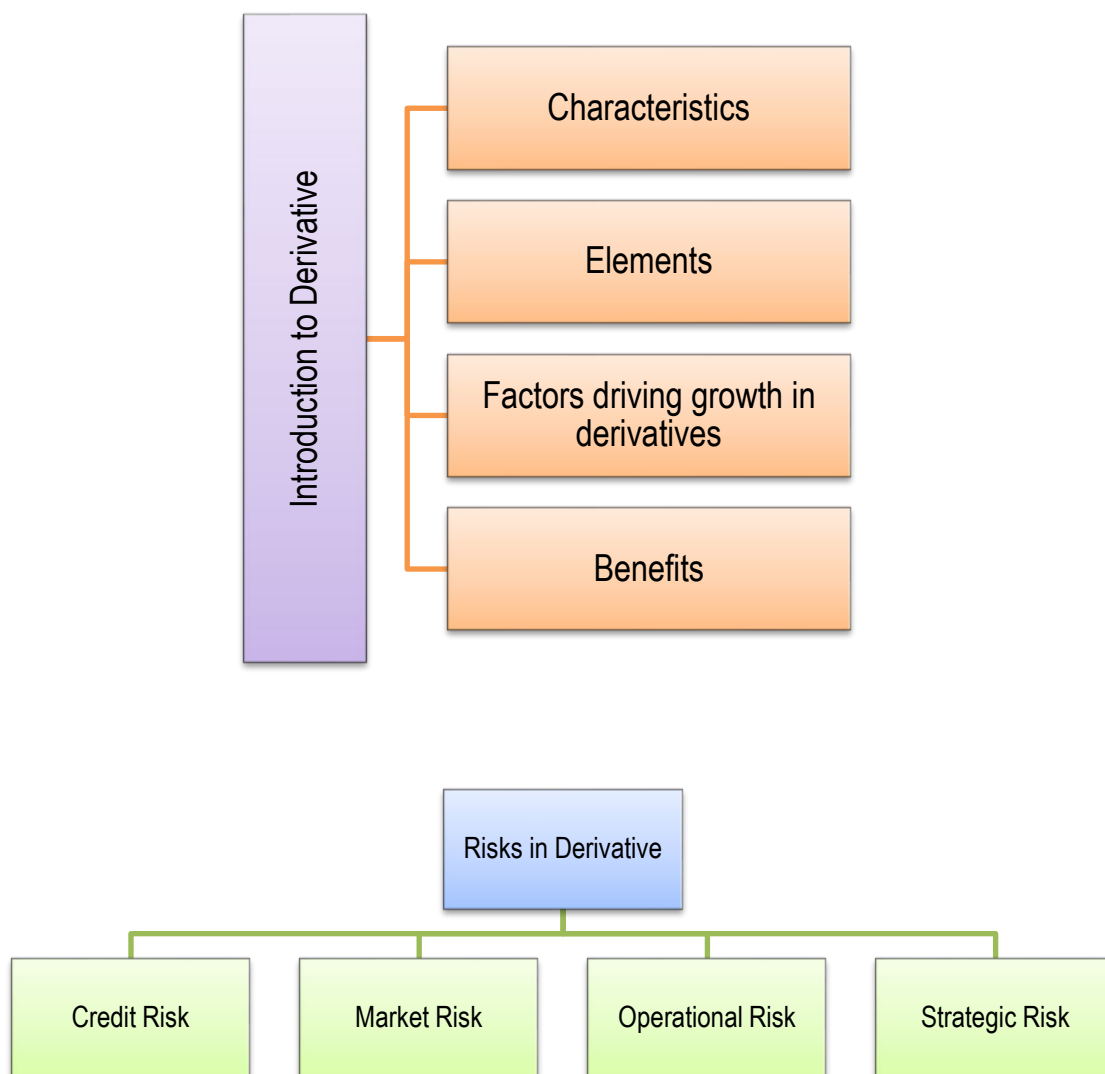 Introduction to Derivative
Characteristics
Elements
Factors driving growth in
derivatives
Benefits
Risks in Derivative
Credit Risk
Market Risk
Operational Risk
Strategic Risk